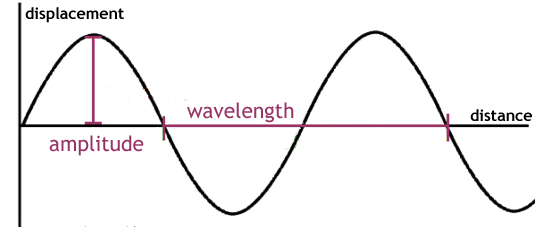 displacement
wavelength
distance
amplitude